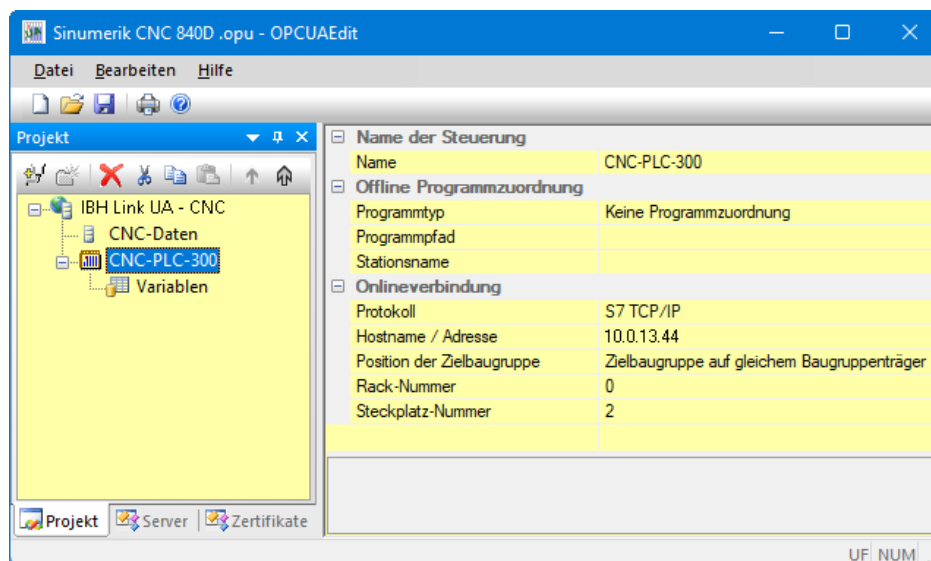 Sinumerik CNC 840D .opu - OPCUAEdit
Datei Bearbeiten Hilfe
Projekt
IBH Link UA - CNC
CNC-Daten
CNC-PLC-300
Variablen
Projekt Server Zertifikate
Name der Steuerung
Name CNC-PLC-300
Offline Programmzuordnung
Programmtyp Keine Programmzuordnung
Programmpfad
Stationsname
Onlineverbindung
Protokoll S7 TCP/IP
Hostname / Adresse 10.0.13.44
Position der Zielbaugruppe Zielbaugruppe auf gleichem Baugruppenträger
Rack-Nummer 0
Steckplatz-Nummer 2
UF NUM